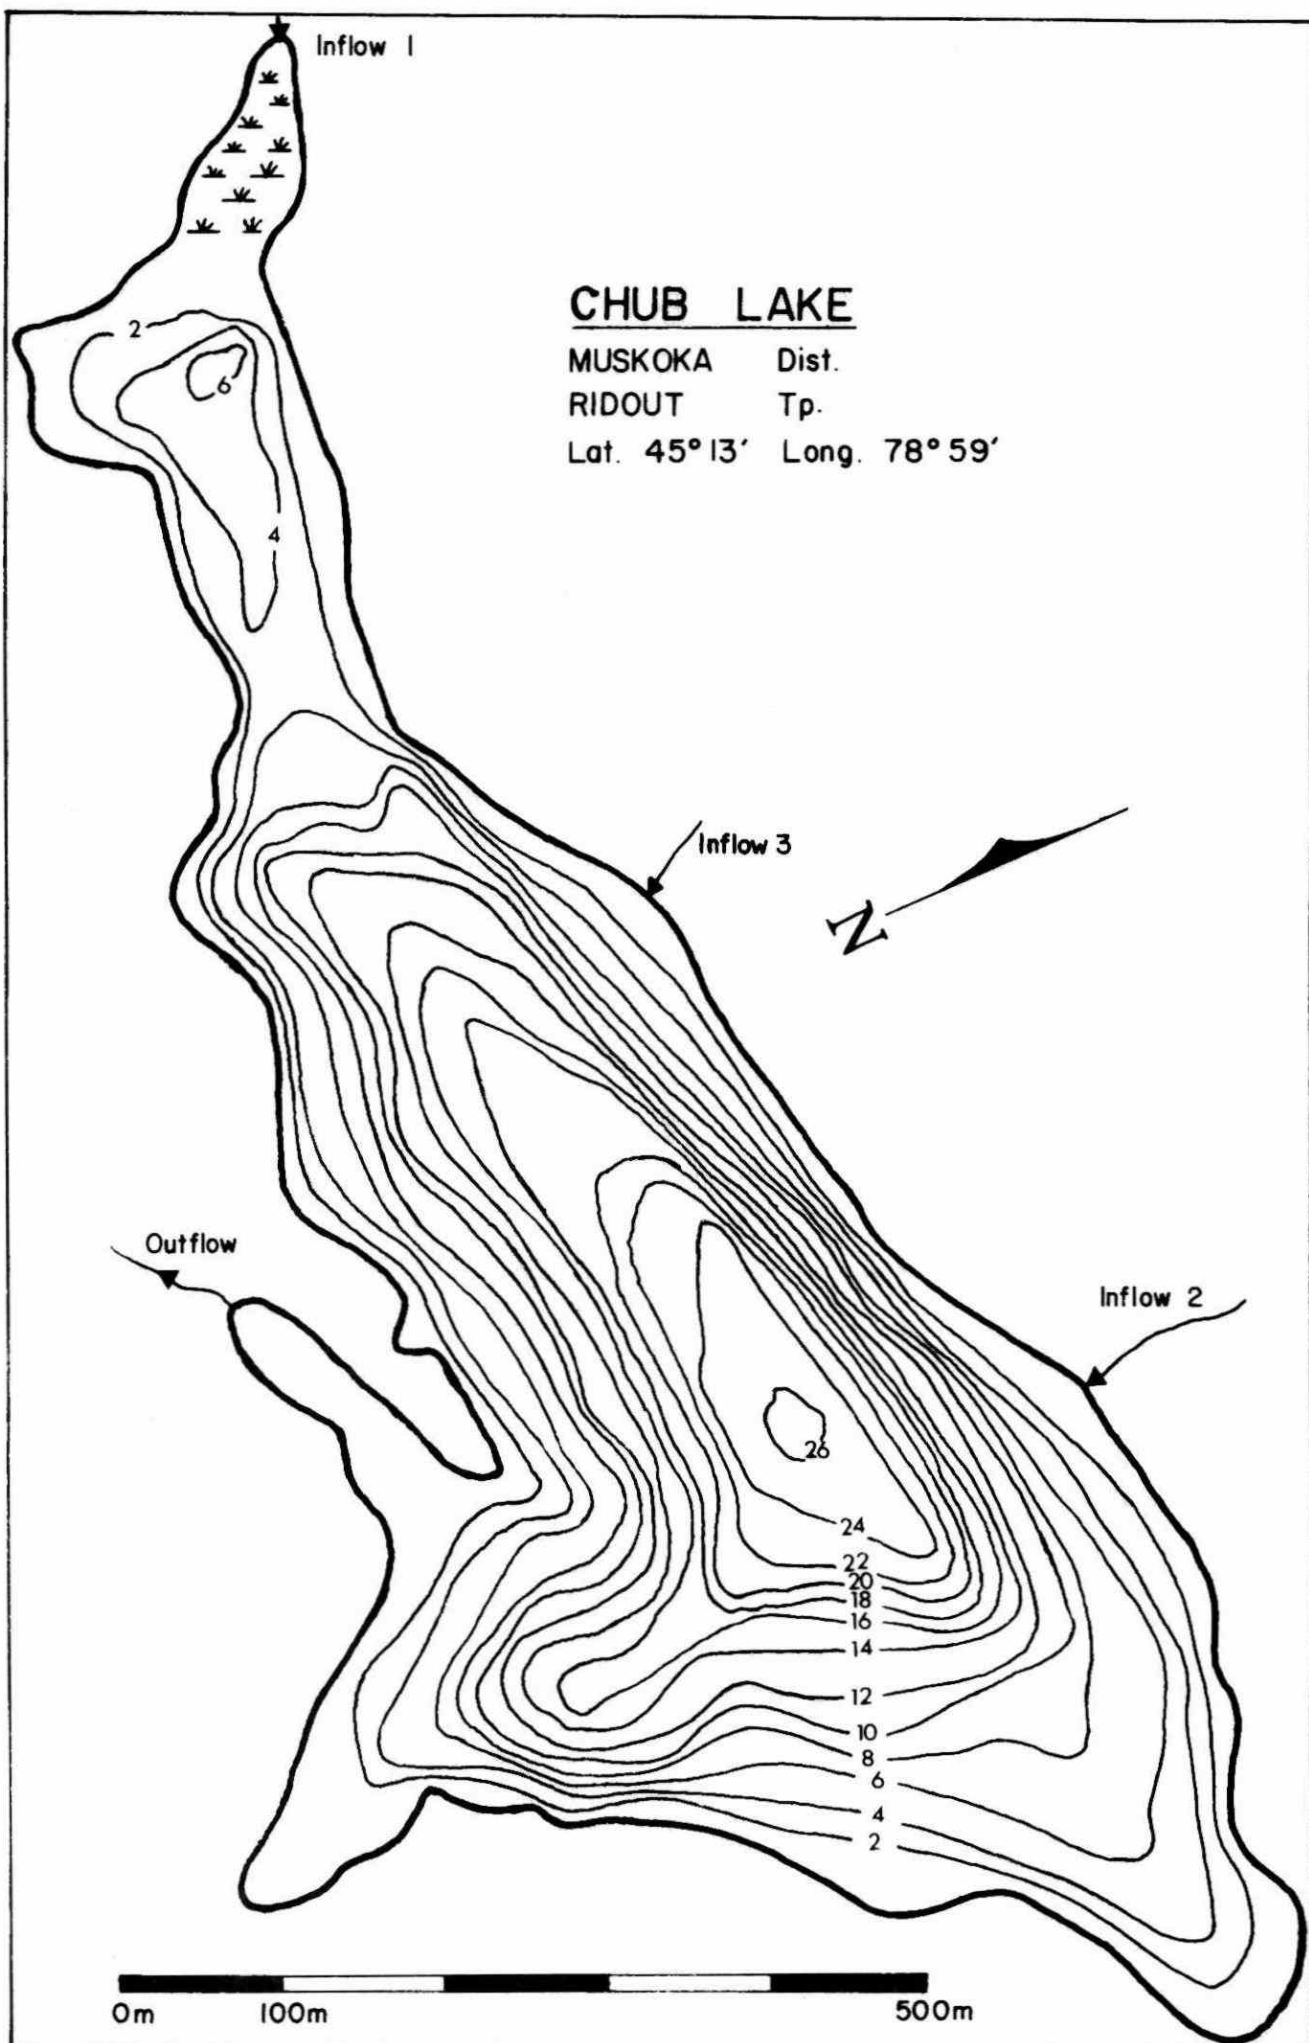 Inflow 1
CHUB LAKE
MUSKOKA Dist.
RIDOUT Tp.
Lat. 45°13′ Long. 78°59′
2
6
4
Inflow 3
N
Outflow
Inflow 2
26
24
22
20
18
16
14
12
10
8
6
4
2
0m 100m 500m